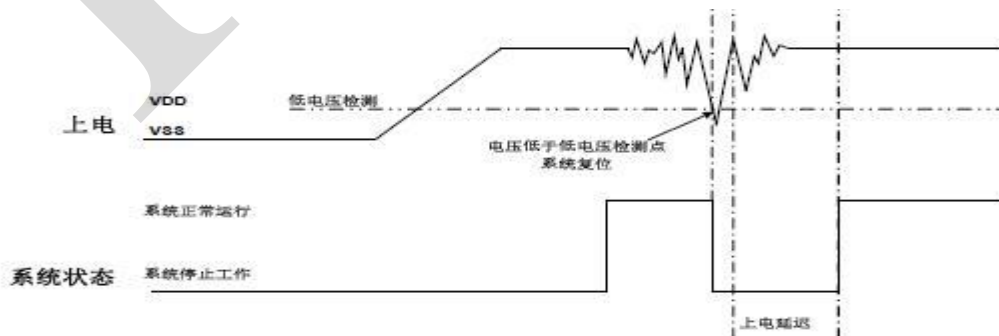 VDD
低电压检测
上电
VSS
电压低于低电压检测点
系统复位
系统正常运行
系统状态
系统停止工作
上电延迟